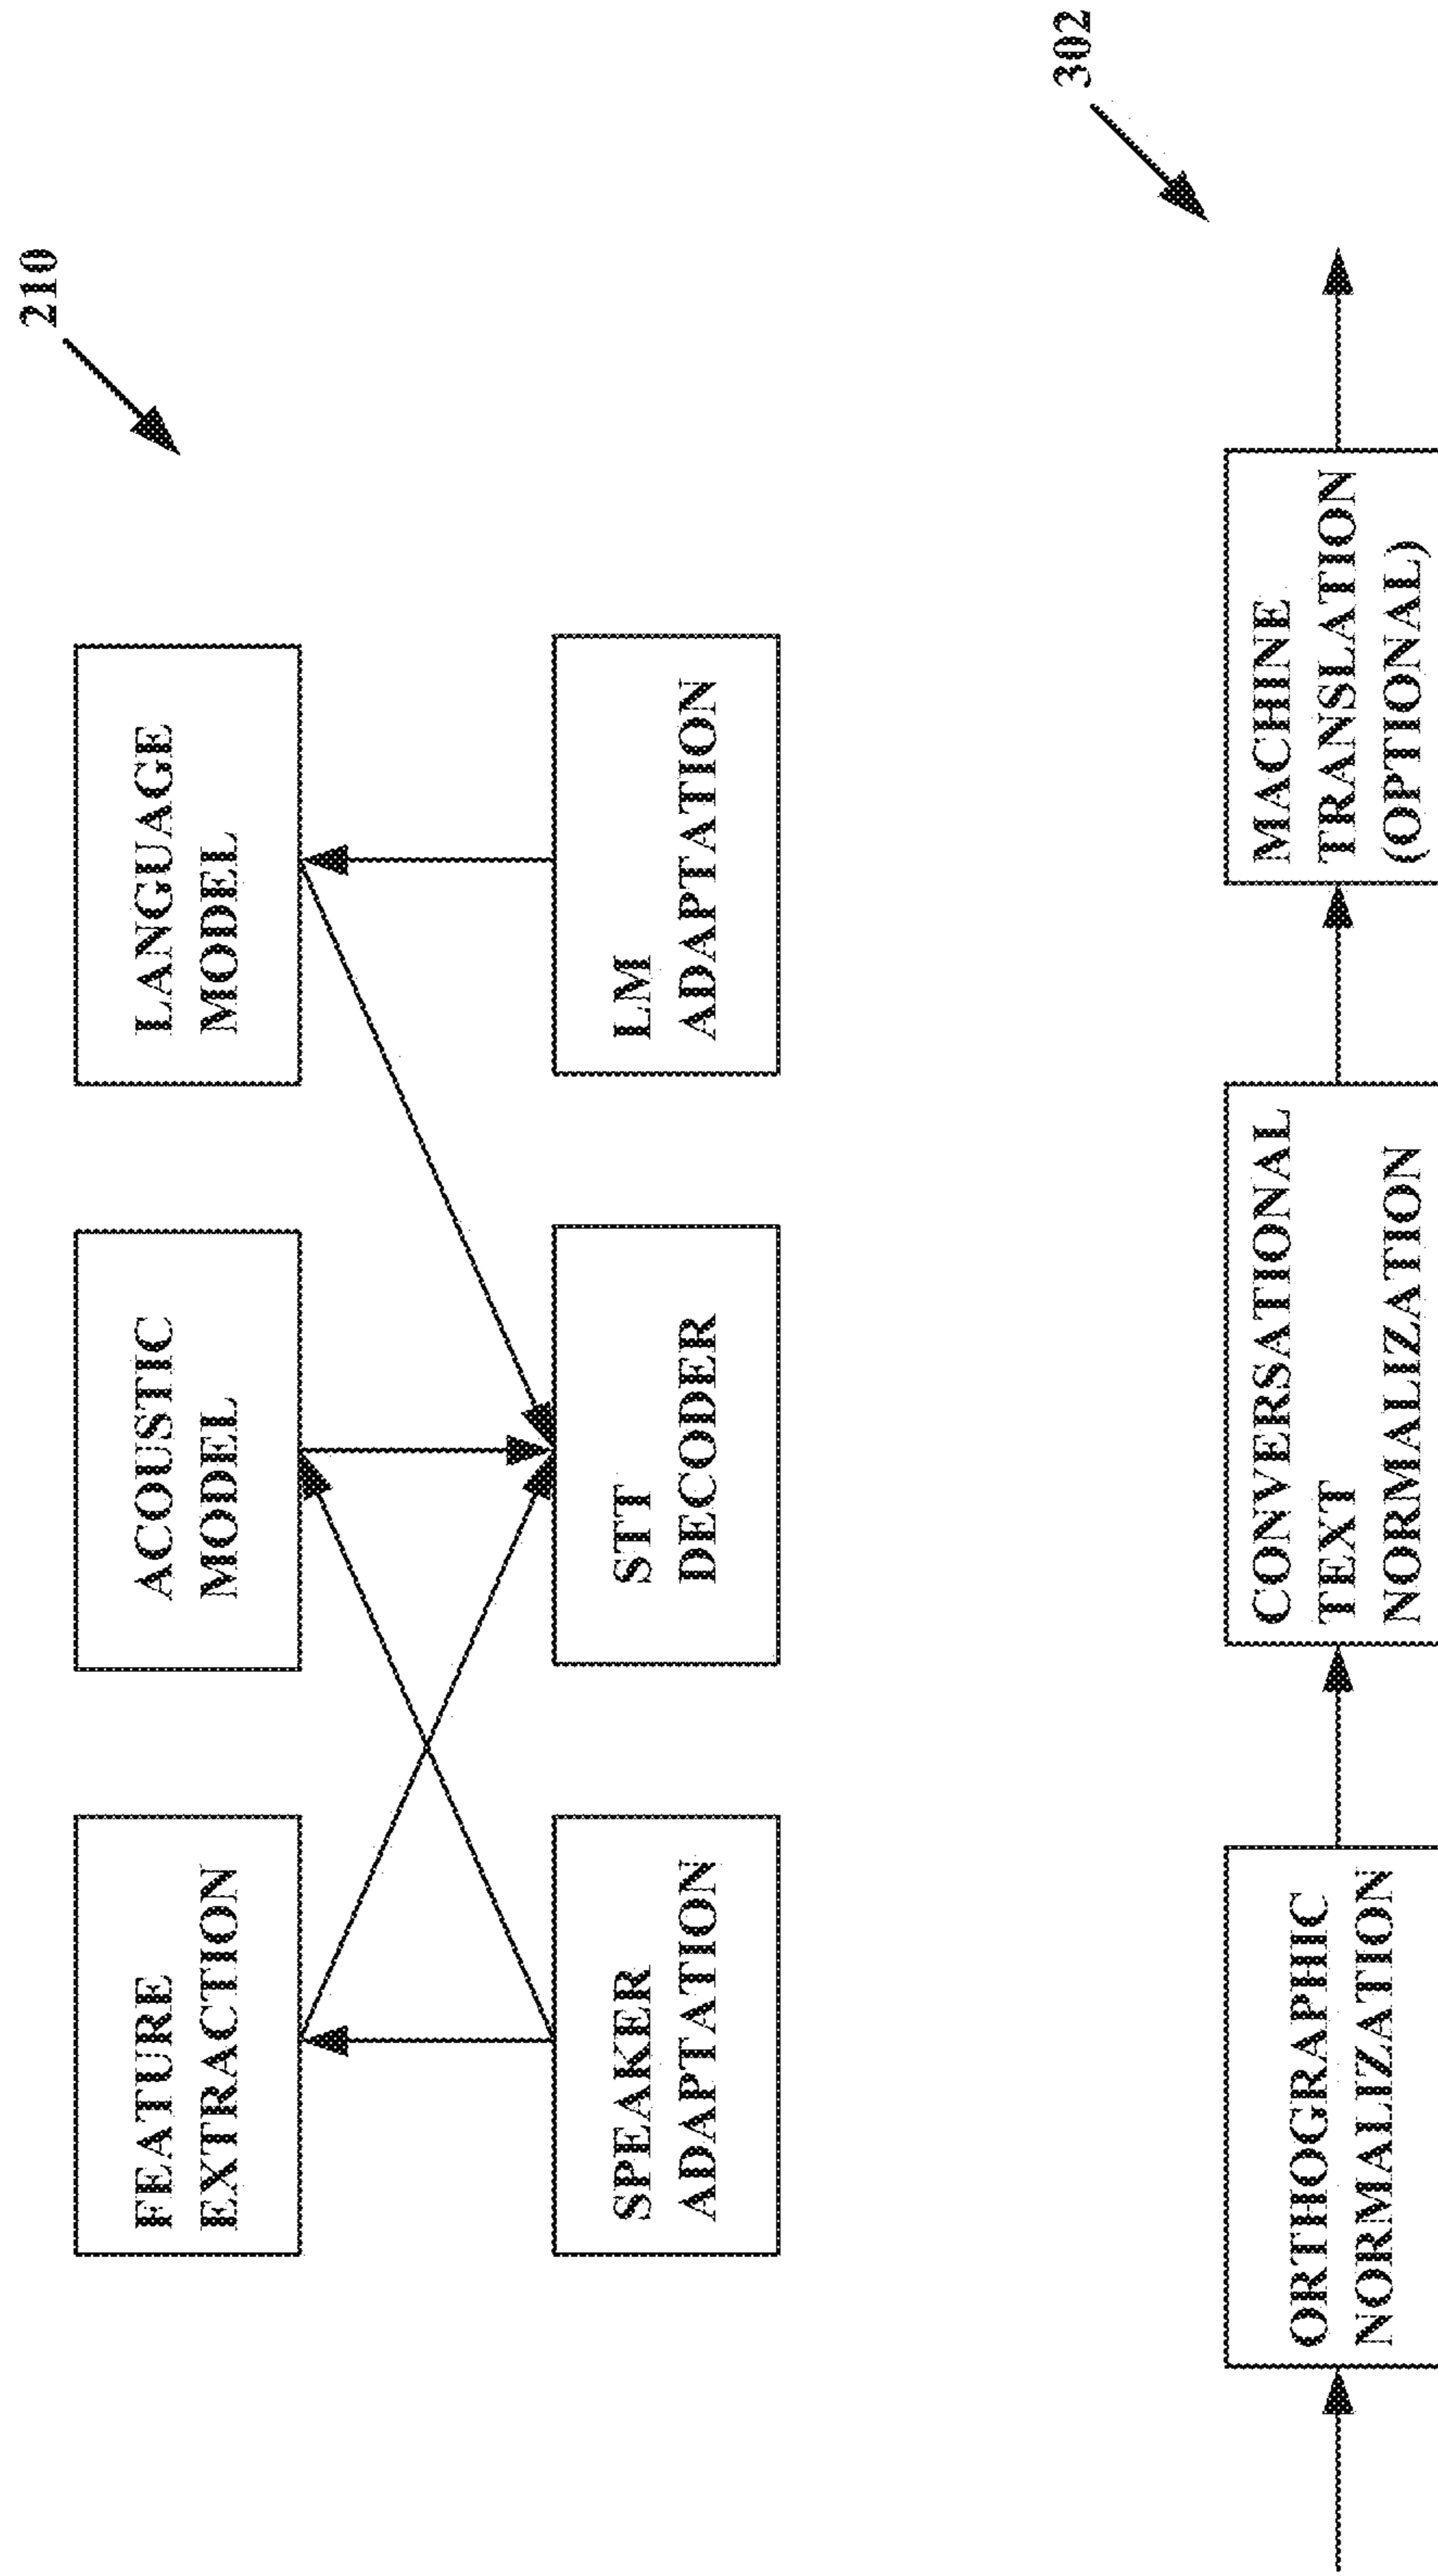 210
FEATURE
EXTRACTION
ACOUSTIC
MODEL
LANGUAGE
MODEL
SPEAKER
ADAPTATION
STT
DECODER
LM
ADAPTATION
302
ORTHOGRAPHIC
NORMALIZATION
CONVERSATIONAL
TEXT
NORMALIZATION
MACHINE
TRANSLATION
(OPTIONAL)